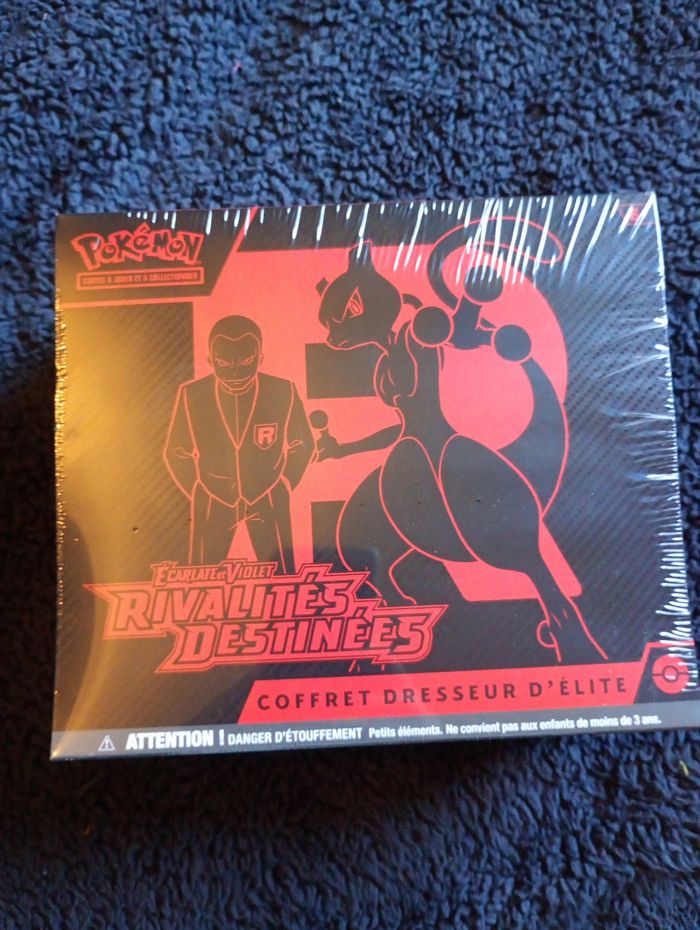 POKéMON
CARTES À JOUER ET À COLLECTIONNER
R
ÉCARLATE ET VIOLET
RIVALITÉS
DESTINÉES
COFFRET DRESSEUR D'ÉLITE
ATTENTION ! DANGER D'ÉTOUFFEMENT Petits éléments. Ne convient pas aux enfants de moins de 3 ans.